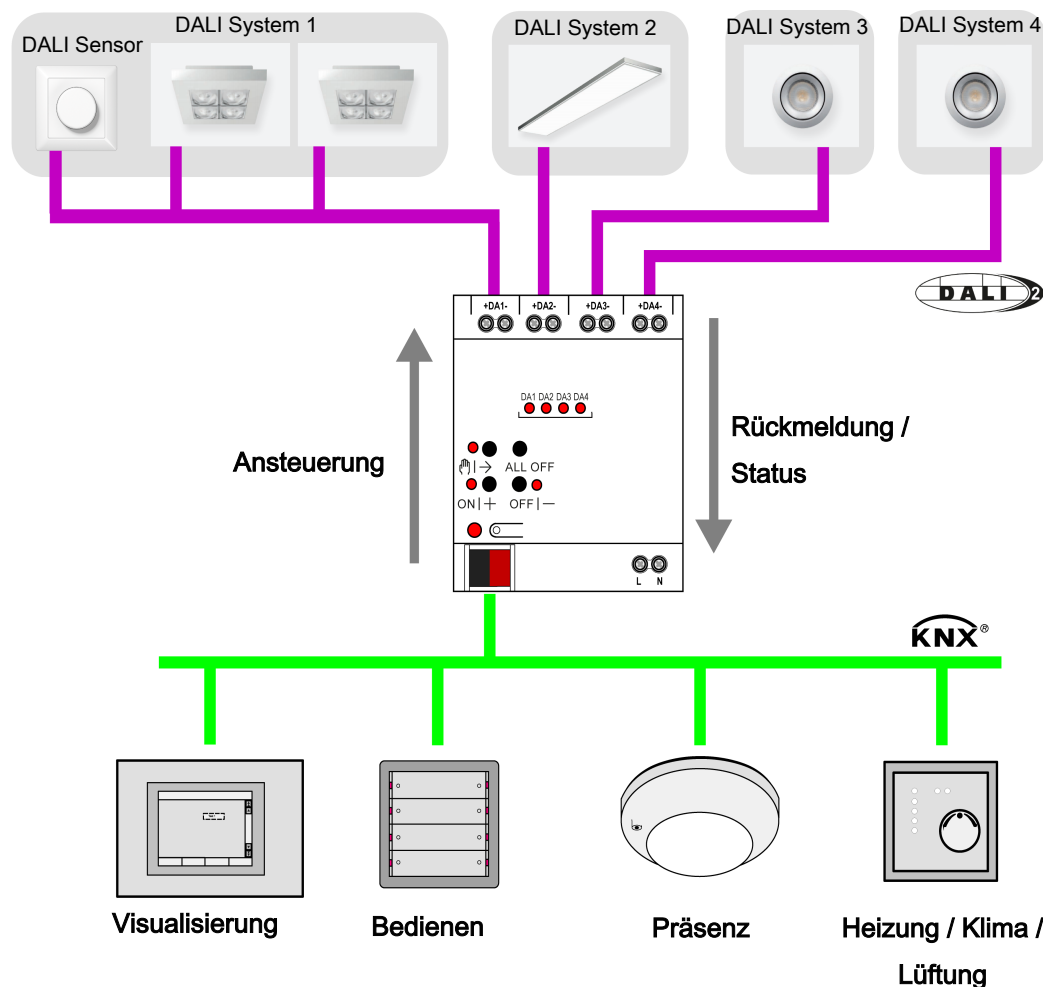 DALI Sensor
DALI System 1
DALI System 2
DALI System 3
DALI System 4
DALI 2
+DA1-
+DA2-
+DA3-
+DA4-
DA1 DA2 DA3 DA4
Ansteuerung
Rückmeldung /
Status
ALL OFF
ON | +
OFF | —
L N
KNX®
Visualisierung
Bedienen
Präsenz
Heizung / Klima /
Lüftung